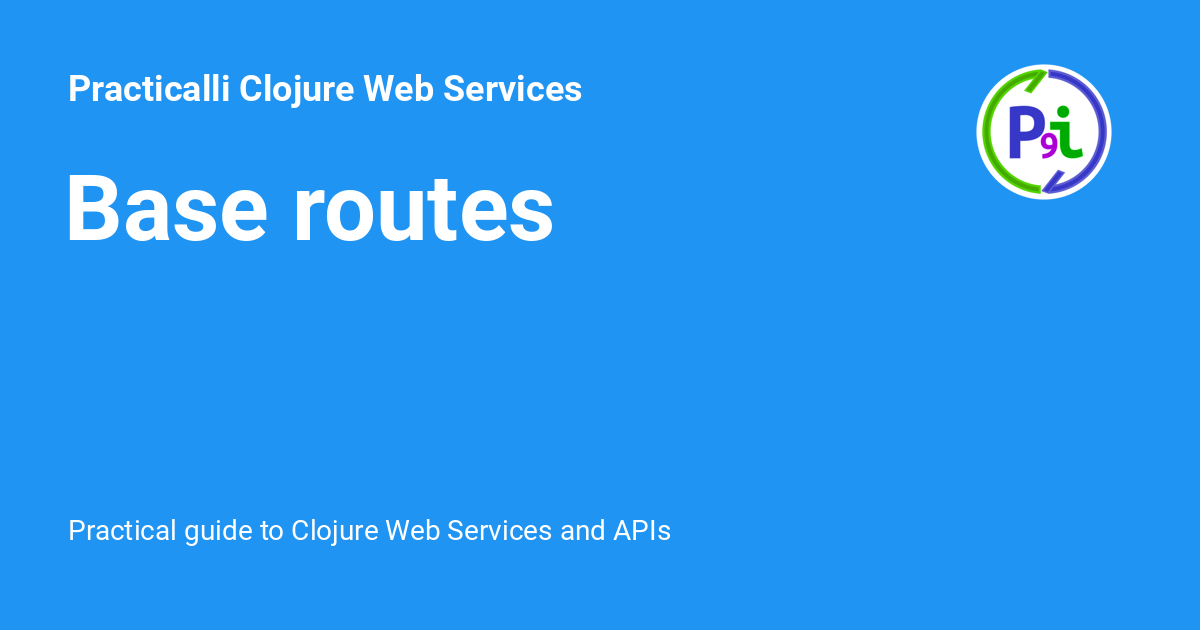 Practicalli Clojure Web Services
P9i
Base routes
Practical guide to Clojure Web Services and APIs